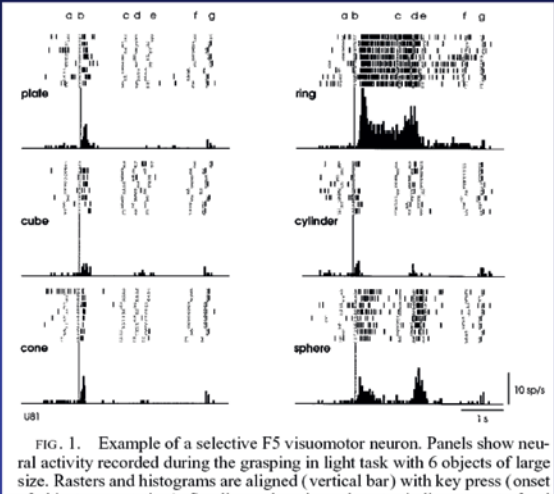 a b c d e f g a b c d e f g
plate ring
cube cylinder
cone sphere
10 sp/s
U81 1 s
FIG. 1. Example of a selective F5 visuomotor neuron. Panels show neu-
ral activity recorded during the grasping in light task with 6 objects of large
size. Rasters and histograms are aligned (vertical bar) with key press (onset